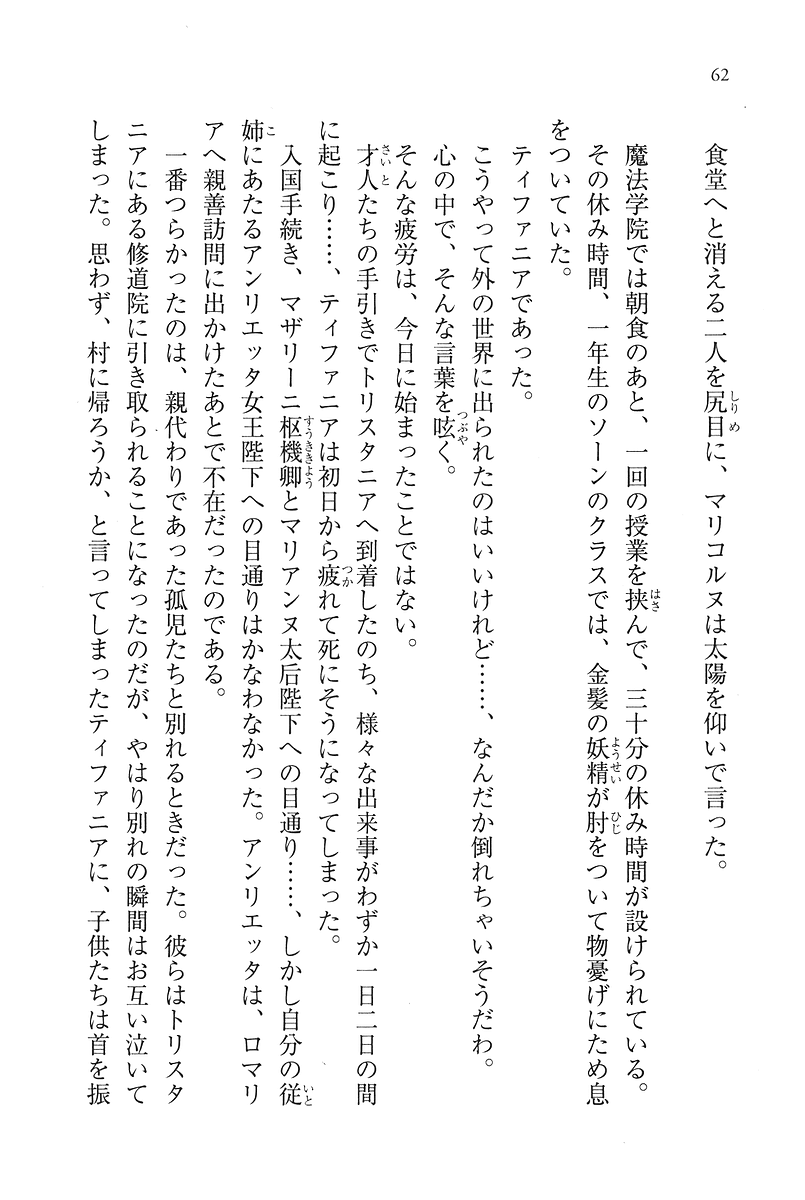 62
食堂へと消える二人を尻目に、マリコルヌは太陽を仰いで言った。
魔法学院では朝食のあと、一回の授業を挟んで、三十分の休み時間が設けられている。
その休み時間、一年生のソーンのクラスでは、金髪の妖精が肘をついて物憂げにため息
をついていた。
ティファニアであった。
こうやって外の世界に出られたのはいいけれど……、なんだか倒れちゃいそうだわ。
心の中で、そんな言葉を呟く。
そんな疲労は、今日に始まったことではない。
才人たちの手引きでトリスタニアへ到着したのち、様々な出来事がわずか一日二日の間
に起こり……、ティファニアは初日から疲れて死にそうになってしまった。
入国手続き、マザリーニ枢機卿とマリアンヌ太后陛下への目通り……、しかし自分の従
姉にあたるアンリエッタ女王陛下への目通りはかなわなかった。アンリエッタは、ロマリ
アへ親善訪問に出かけたあとで不在だったのである。
一番つらかったのは、親代わりであった孤児たちと別れるときだった。彼らはトリスタ
ニアにある修道院に引き取られることになったのだが、やはり別れの瞬間はお互い泣いて
しまった。思わず、村に帰ろうか、と言ってしまったティファニアに、子供たちは首を振